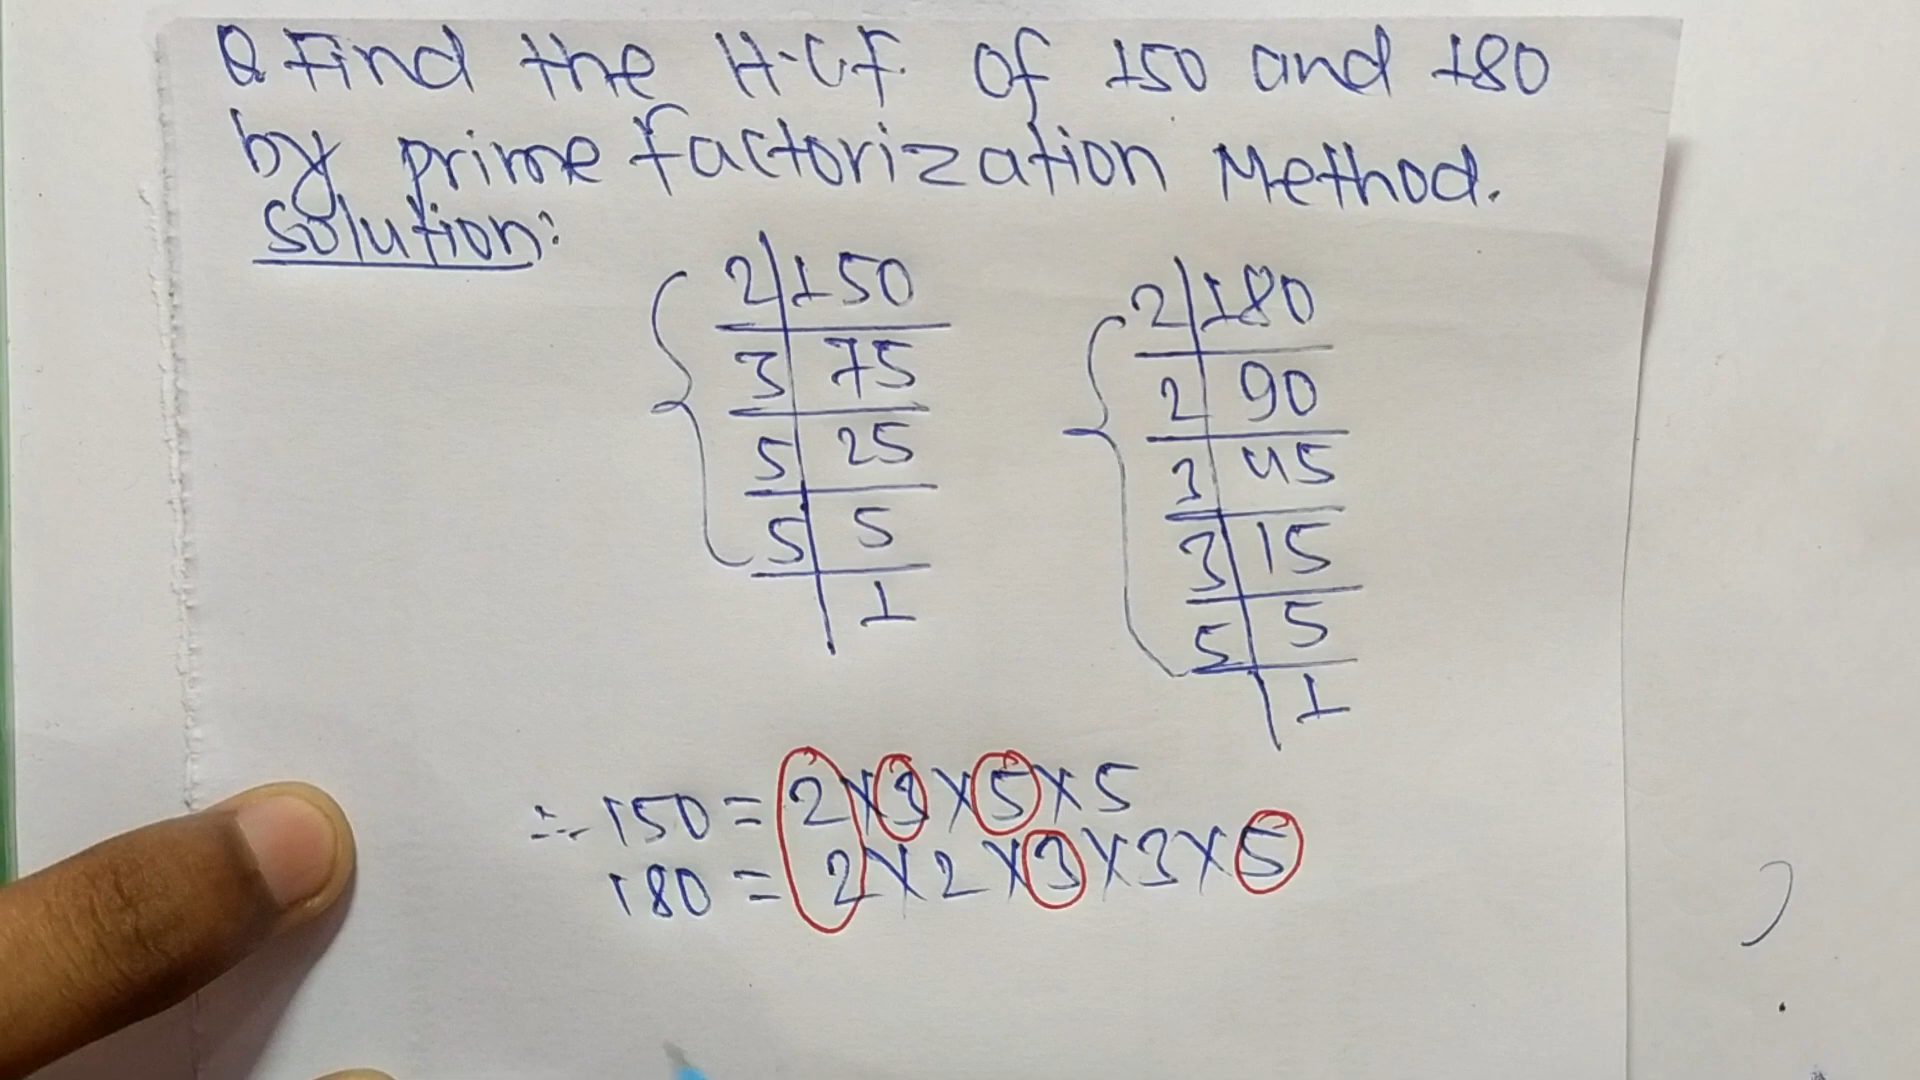 Q Find the H.C.F. of 150 and 180
by prime factorization Method.
Solution:
2 150
3 75
5 25
5 5
1
2 180
2 90
3 45
3 15
5 5
1
∴ 150 = 2×3×5×5
180 = 2×2×3×3×5